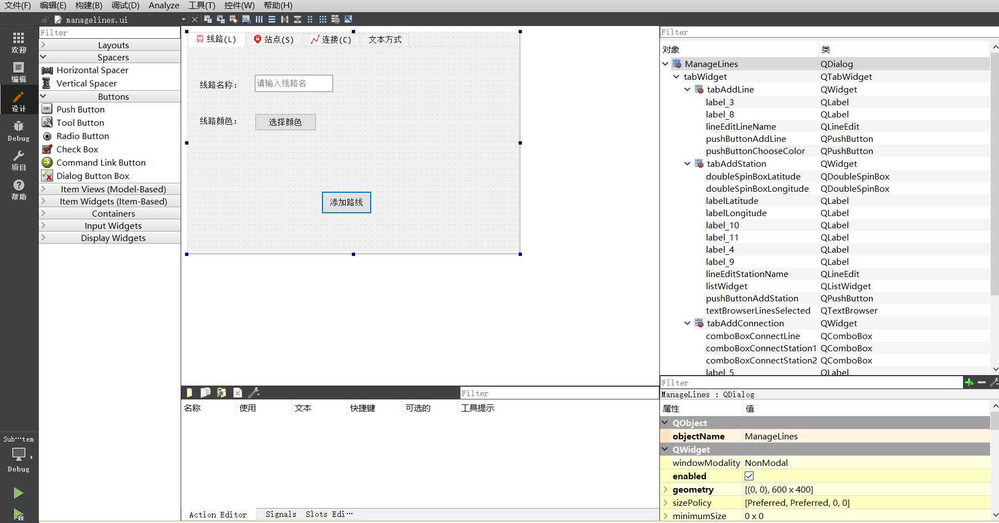 文件(F) 编辑(E) 构建(B) 调试(D) Analyze 工具(T) 控件(W) 帮助(H)
managelines.ui
欢迎
编辑
设计
Debug
项目
帮助
Sub···tem
Debug
Filter
Layouts
Spacers
Horizontal Spacer
Vertical Spacer
Buttons
Push Button
Tool Button
Radio Button
Check Box
Command Link Button
Dialog Button Box
Item Views (Model-Based)
Item Widgets (Item-Based)
Containers
Input Widgets
Display Widgets
线路(L) 站点(S) 连接(C) 文本方式
线路名称： 请输入线路名
线路颜色： 选择颜色
添加路线
Filter
名称 使用 文本 快捷键 可选的 工具提示
Action Editor Signals Slots Edi···
Filter
对象 类
ManageLines QDialog
tabWidget QTabWidget
tabAddLine QWidget
label_3 QLabel
label_8 QLabel
lineEditLineName QLineEdit
pushButtonAddLine QPushButton
pushButtonChooseColor QPushButton
tabAddStation QWidget
doubleSpinBoxLatitude QDoubleSpinBox
doubleSpinBoxLongitude QDoubleSpinBox
labelLatitude QLabel
labelLongitude QLabel
label_10 QLabel
label_11 QLabel
label_4 QLabel
label_9 QLabel
lineEditStationName QLineEdit
listWidget QListWidget
pushButtonAddStation QPushButton
textBrowserLinesSelected QTextBrowser
tabAddConnection QWidget
comboBoxConnectLine QComboBox
comboBoxConnectStation1 QComboBox
comboBoxConnectStation2 QComboBox
label_5 QLabel
Filter
ManageLines : QDialog
属性 值
QObject
objectName ManageLines
QWidget
windowModality NonModal
enabled
geometry [(0, 0), 600 x 400]
sizePolicy [Preferred, Preferred, 0, 0]
minimumSize 0 x 0